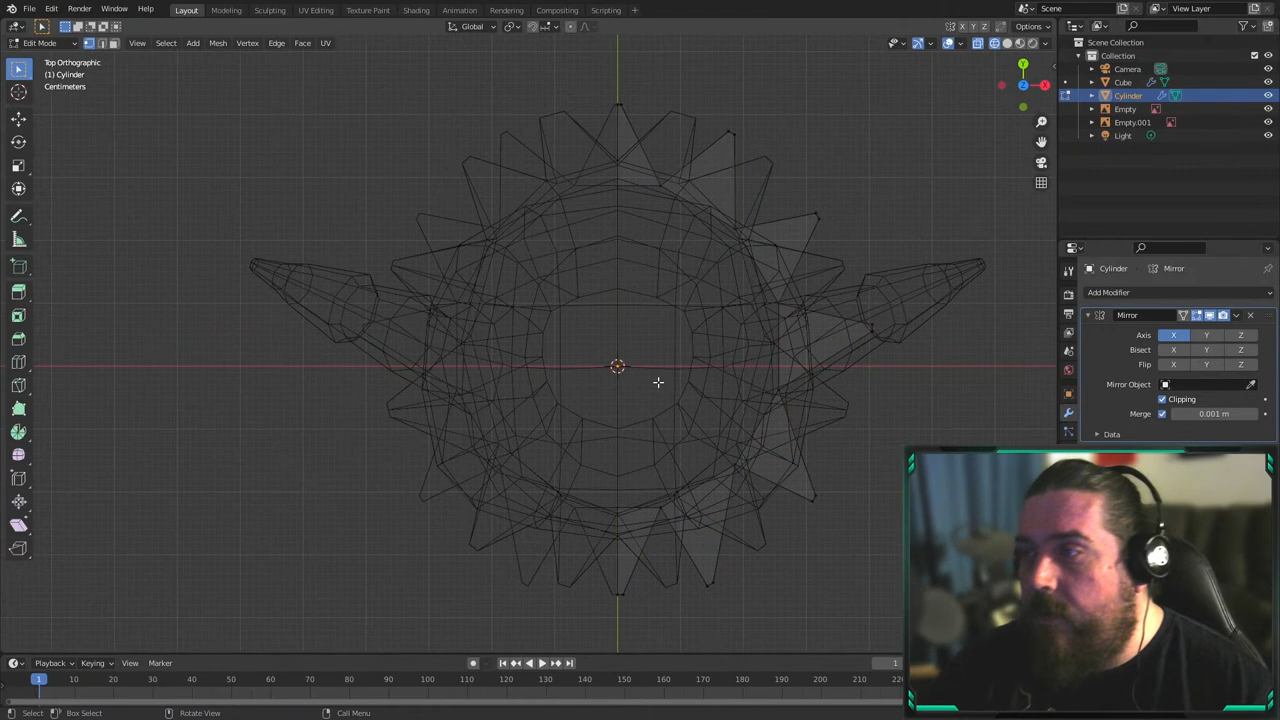 File Edit Render Window Help Layout Modeling Sculpting UV Editing Texture Paint Shading Animation Rendering Compositing Scripting + Scene View Layer
Global Options
Edit Mode View Select Add Mesh Vertex Edge Face UV
X Y Z
Top Orthographic
(1) Cylinder
Centimeters
Y
Z X
Scene Collection
Collection
Camera
Cube
Cylinder
Empty
Empty.001
Light
Cylinder Mirror
Add Modifier
Mirror
Axis X Y Z
Bisect X Y Z
Flip X Y Z
Mirror Object
Clipping
Merge 0.001 m
Data
Playback Keying View Marker 1
1 10 20 30 40 50 60 70 80 90 100 110 120 130 140 150 160 170 180 190 200 210
Select Box Select Rotate View Call Menu